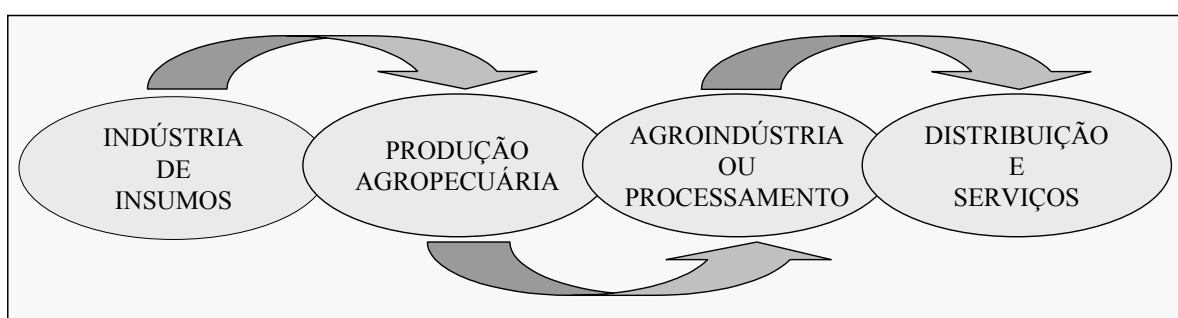 INDÚSTRIA
DE
INSUMOS
PRODUÇÃO
AGROPECUÁRIA
AGROINDÚSTRIA
OU
PROCESSAMENTO
DISTRIBUIÇÃO
E
SERVIÇOS